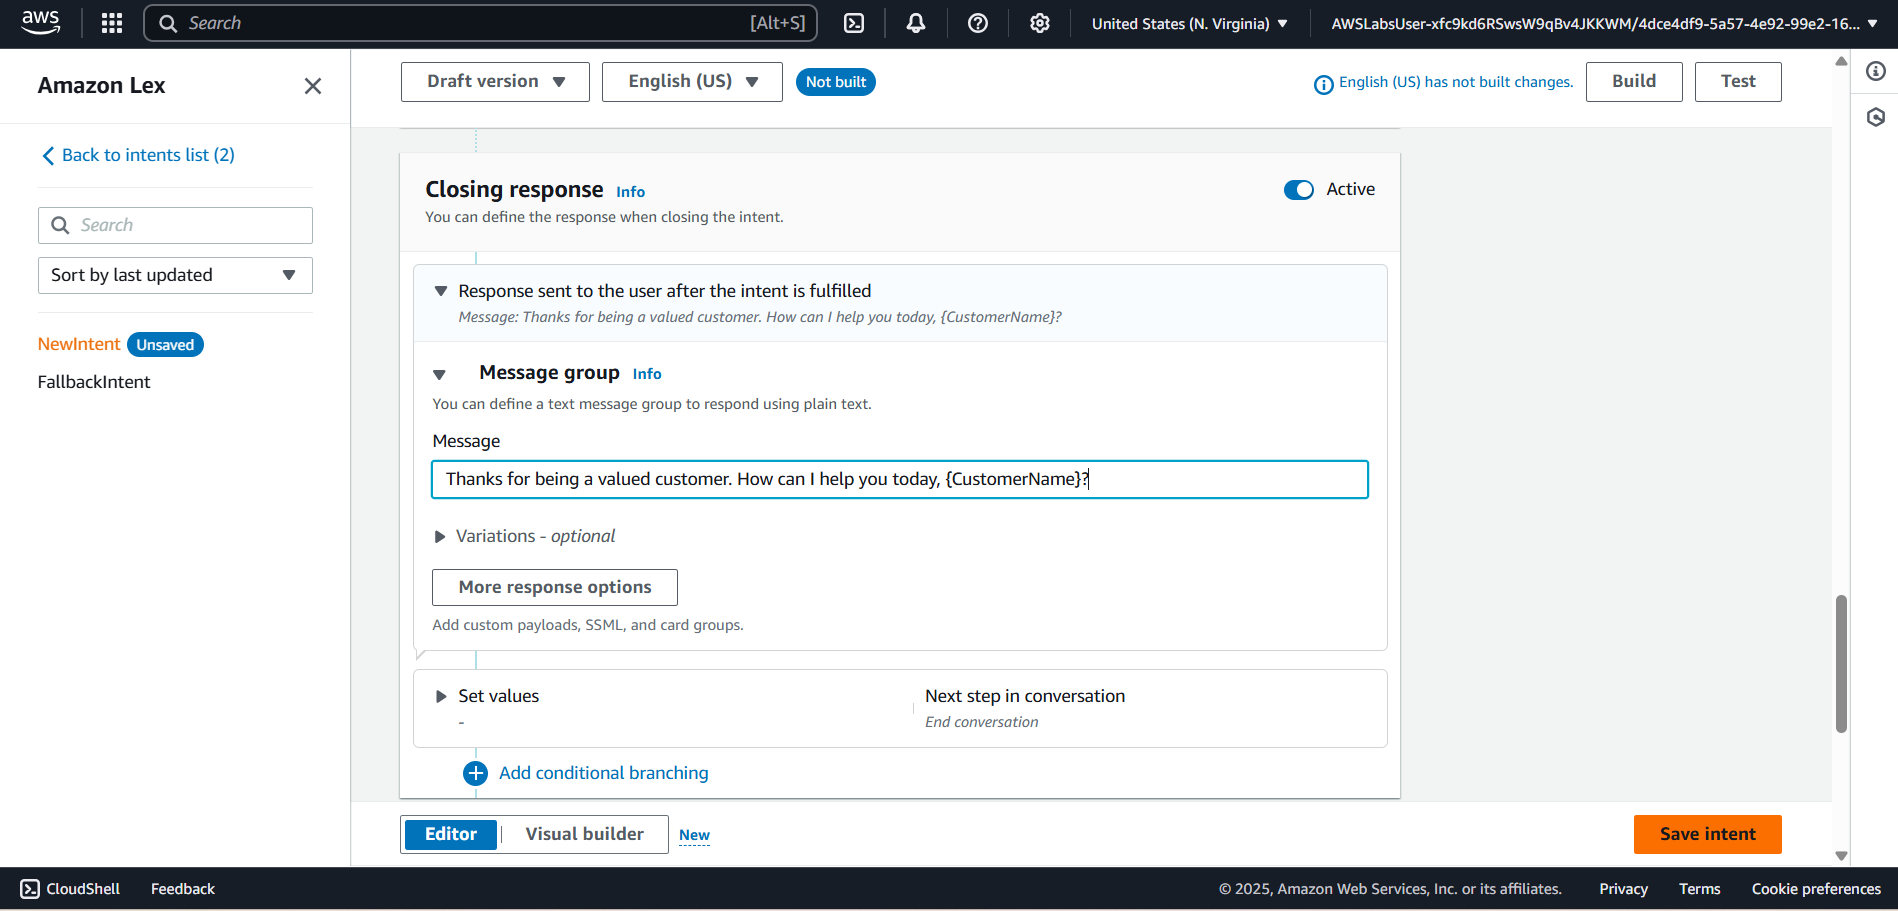 aws
Search
[Alt+S]
United States (N. Virginia)
AWSLabsUser-xfc9kd6RSwsW9qBv4JKKWM/4dce4df9-5a57-4e92-99e2-16...
Amazon Lex
Back to intents list (2)
Search
Sort by last updated
NewIntent Unsaved
FallbackIntent
Draft version
English (US)
Not built
English (US) has not built changes.
Build
Test
Closing response Info
Active
You can define the response when closing the intent.
Response sent to the user after the intent is fulfilled
Message: Thanks for being a valued customer. How can I help you today, {CustomerName}?
Message group Info
You can define a text message group to respond using plain text.
Message
Thanks for being a valued customer. How can I help you today, {CustomerName}?
Variations - optional
More response options
Add custom payloads, SSML, and card groups.
Set values
-
Next step in conversation
End conversation
Add conditional branching
Editor
Visual builder
New
Save intent
CloudShell
Feedback
© 2025, Amazon Web Services, Inc. or its affiliates.
Privacy
Terms
Cookie preferences